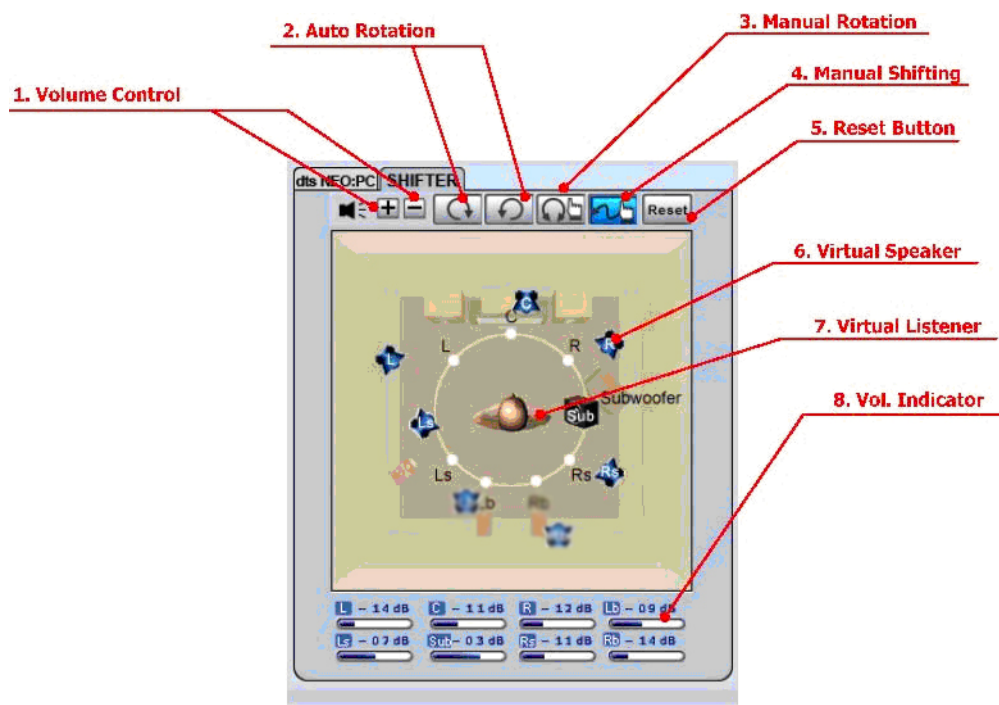 3. Manual Rotation
2. Auto Rotation
4. Manual Shifting
1. Volume Control
5. Reset Button
dts NEO:PC SHIFTER
+ − Reset
6. Virtual Speaker
C
C
7. Virtual Listener
L R R
L
Subwoofer
8. Vol. Indicator
Ls Sub
Ls Rs Rs
Rb
L - 14 dB C - 11 dB R - 12 dB Lb - 09 dB
Ls - 07 dB Sub - 03 dB Rs - 11 dB Rb - 14 dB